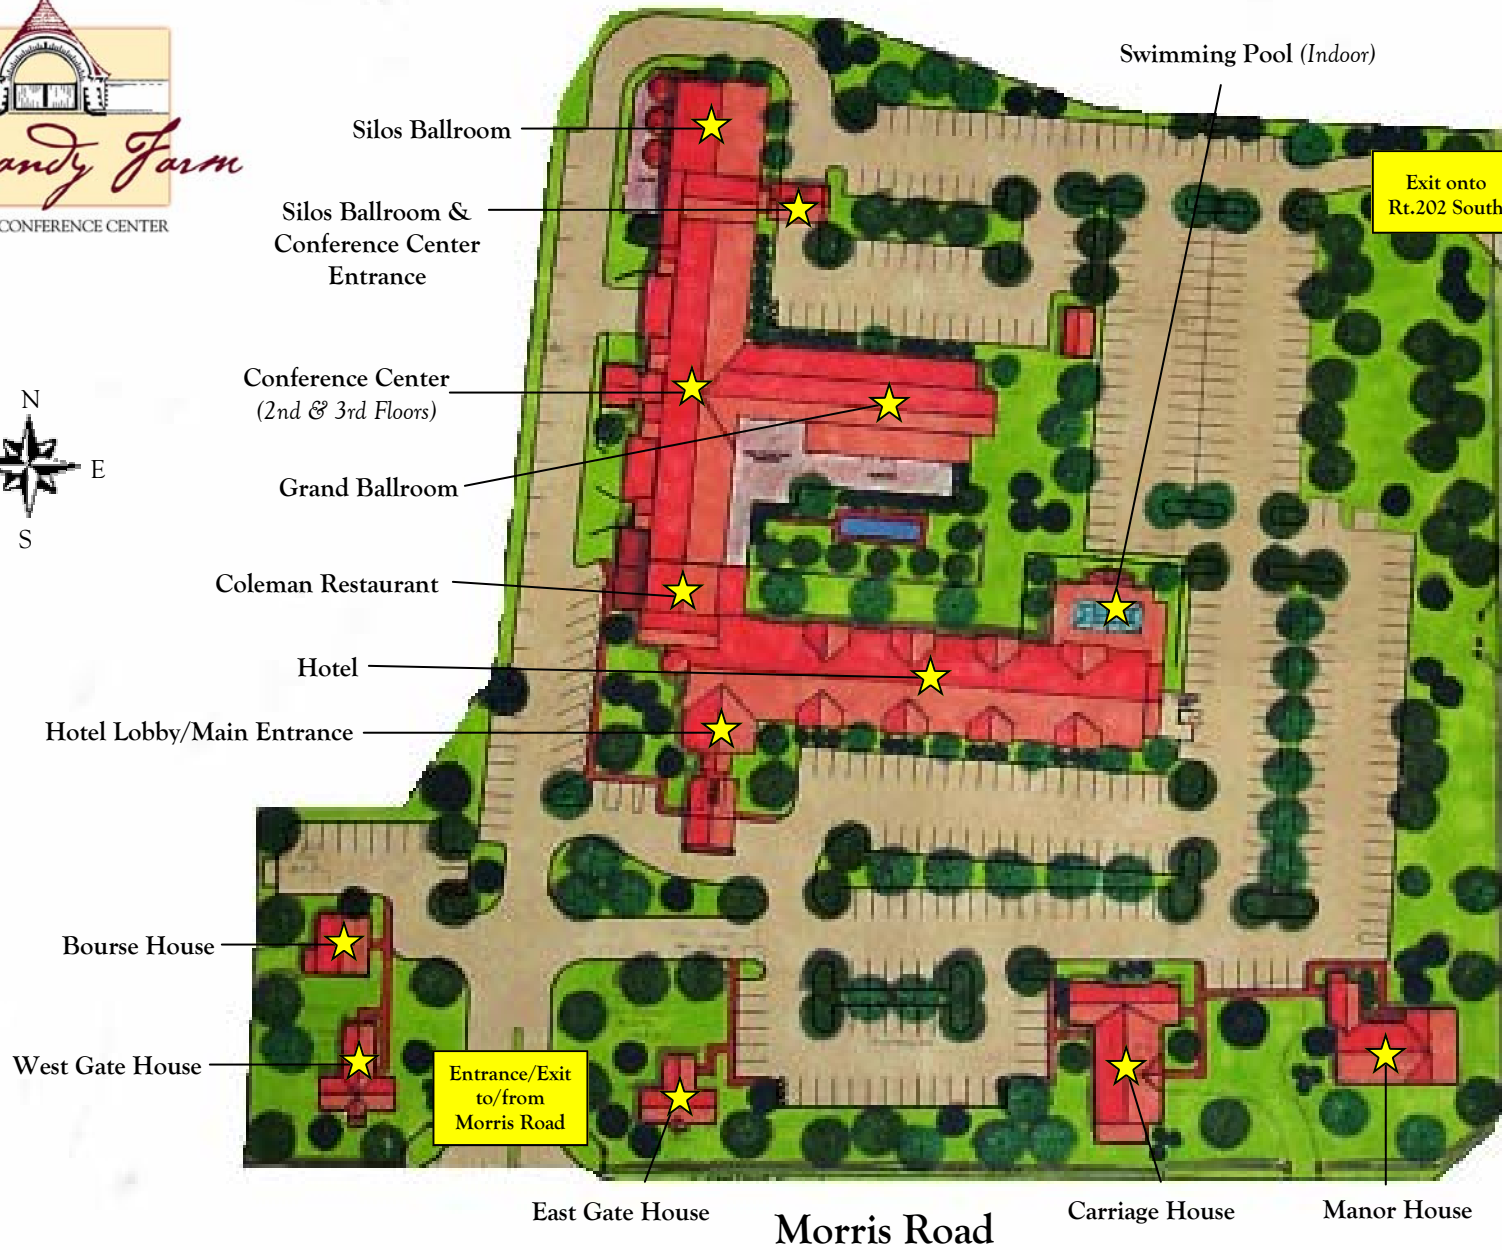 andy Farm
CONFERENCE CENTER
Swimming Pool (Indoor)
Silos Ballroom
Exit onto
Rt.202 South
Silos Ballroom &
Conference Center
Entrance
Conference Center
(2nd & 3rd Floors)
N
E
S
Grand Ballroom
Coleman Restaurant
Hotel
Hotel Lobby/Main Entrance
Bourse House
West Gate House
Entrance/Exit
to/from
Morris Road
East Gate House
Carriage House
Manor House
Morris Road